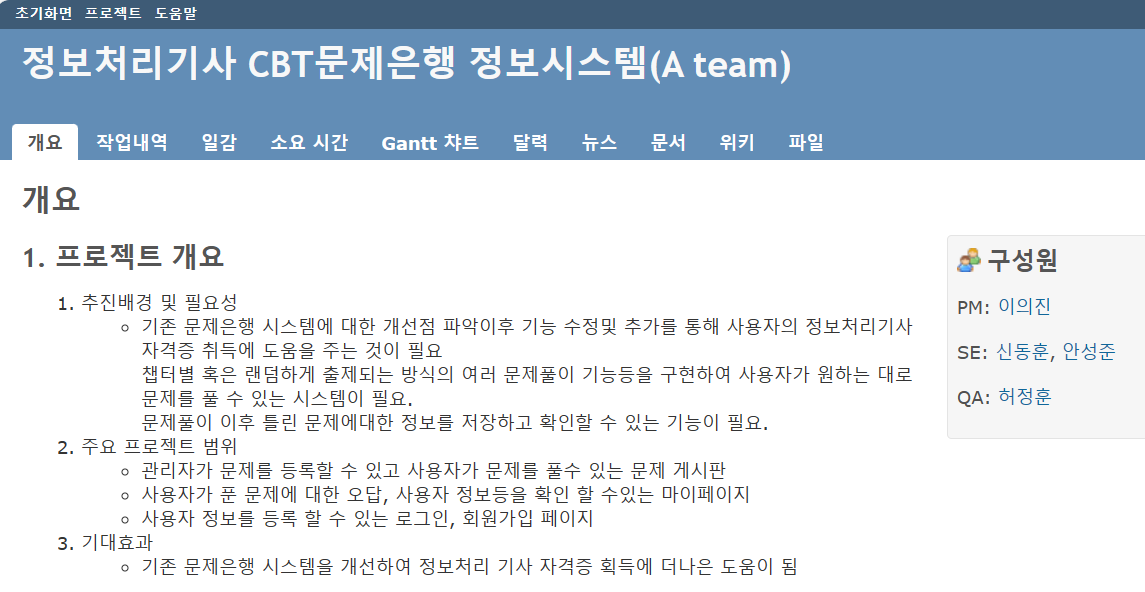 초기화면 프로젝트 도움말
정보처리기사 CBT문제은행 정보시스템(A team)
개요 작업내역 일감 소요 시간 Gantt 챠트 달력 뉴스 문서 위키 파일
개요
1. 프로젝트 개요
1. 추진배경 및 필요성
기존 문제은행 시스템에 대한 개선점 파악이후 기능 수정및 추가를 통해 사용자의 정보처리기사
자격증 취득에 도움을 주는 것이 필요
챕터별 혹은 랜덤하게 출제되는 방식의 여러 문제풀이 기능등을 구현하여 사용자가 원하는 대로
문제를 풀 수 있는 시스템이 필요.
문제풀이 이후 틀린 문제에대한 정보를 저장하고 확인할 수 있는 기능이 필요.
2. 주요 프로젝트 범위
관리자가 문제를 등록할 수 있고 사용자가 문제를 풀수 있는 문제 게시판
사용자가 푼 문제에 대한 오답, 사용자 정보등을 확인 할 수있는 마이페이지
사용자 정보를 등록 할 수 있는 로그인, 회원가입 페이지
3. 기대효과
기존 문제은행 시스템을 개선하여 정보처리 기사 자격증 획득에 더나은 도움이 됨
구성원
PM: 이의진
SE: 신동훈, 안성준
QA: 허정훈